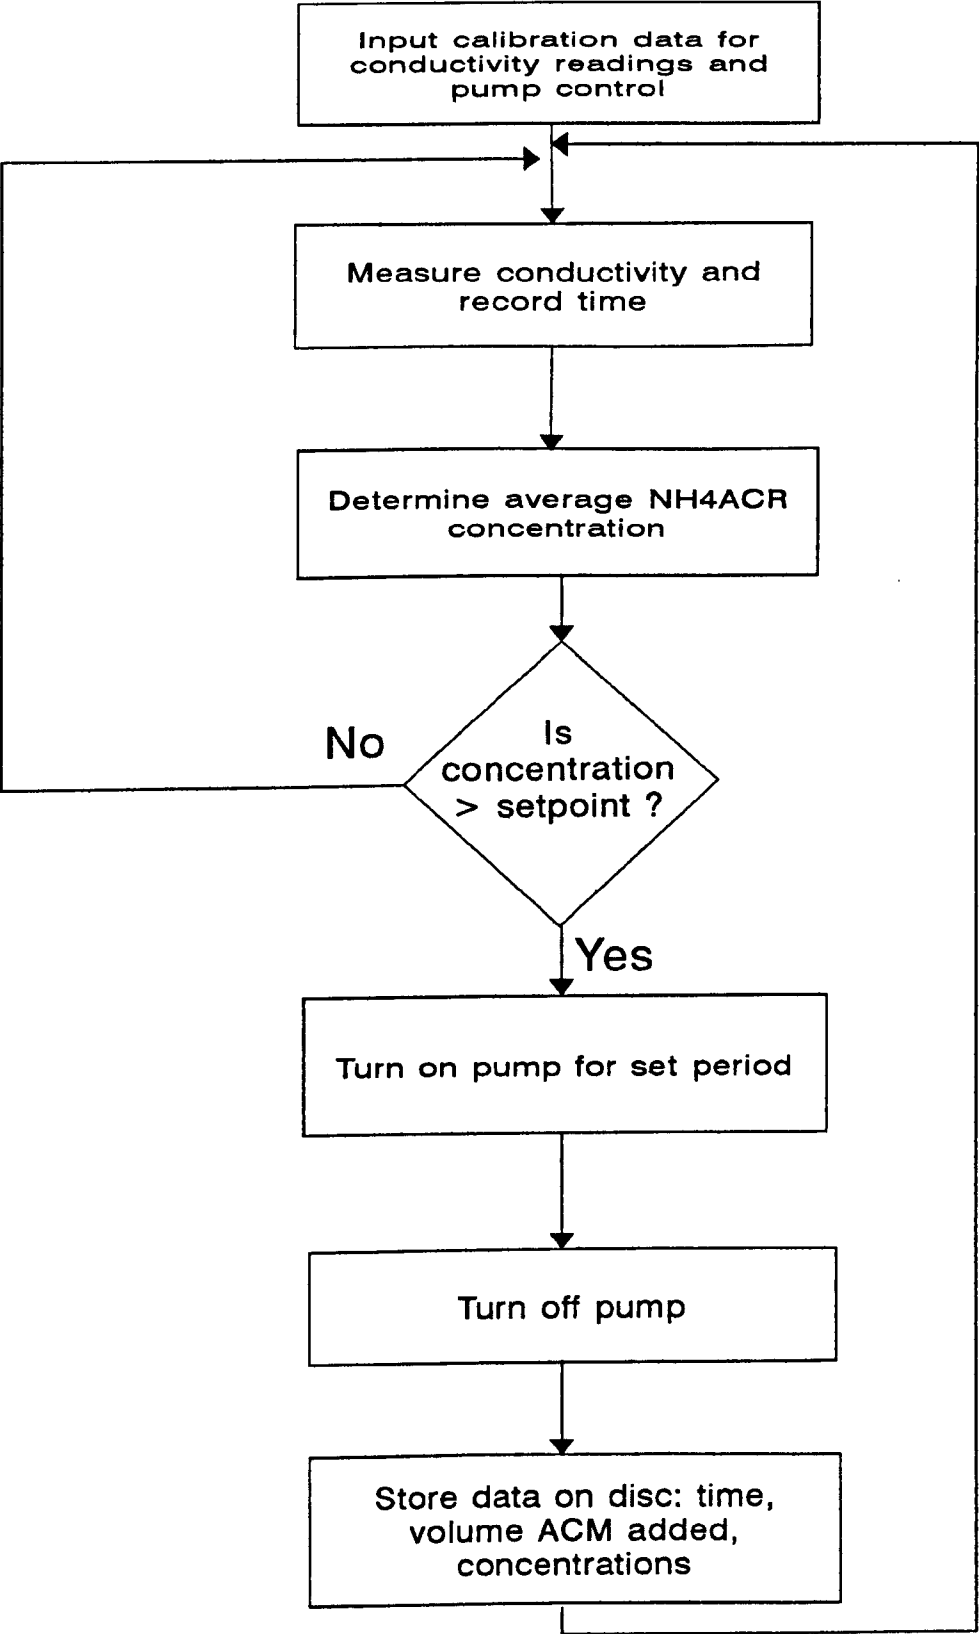 Input calibration data for
conductivity readings and
pump control
Measure conductivity and
record time
Determine average NH4ACR
concentration
No
Is
concentration
> setpoint ?
Yes
Turn on pump for set period
Turn off pump
Store data on disc: time,
volume ACM added,
concentrations